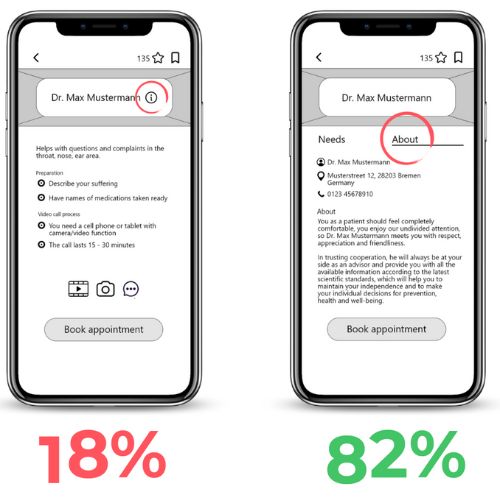 135
Dr. Max Mustermann
Helps with questions and complaints in the
throat, nose, ear area.
Preparation
Describe your suffering
Have names of medications taken ready
Video call process
You need a cell phone or tablet with
camera/video function
The call lasts 15 - 30 minutes
Book appointment
18%
135
Dr. Max Mustermann
Needs About
Dr. Max Mustermann
Musterstreet 12, 28203 Bremen
Germany
0123 45678910
About
You as a patient should feel completely
comfortable, you enjoy our undivided attention,
so Dr. Max Mustermann meets you with respect,
appreciation and friendliness.
In trusting cooperation, he will always be at your
side as an advisor and provide you with all the
available information according to the latest
scientific standards, which will help you to
maintain your independence and to make
your individual decisions for prevention,
health and well-being.
Book appointment
82%